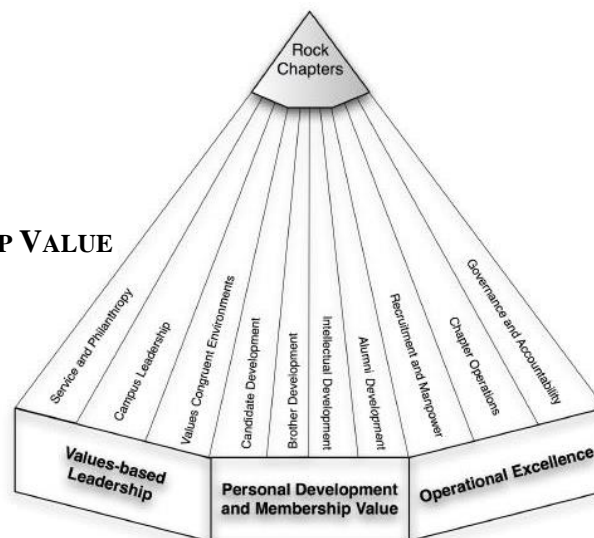 Rock
Chapters
P VALUE
Service and Philanthropy
Campus Leadership
Values Congruent Environments
Candidate Development
Brother Development
Intellectual Development
Alumni Development
Recruitment and Manpower
Chapter Operations
Governance and Accountability
Values-based
Leadership
Personal Development
and Membership Value
Operational Excellence